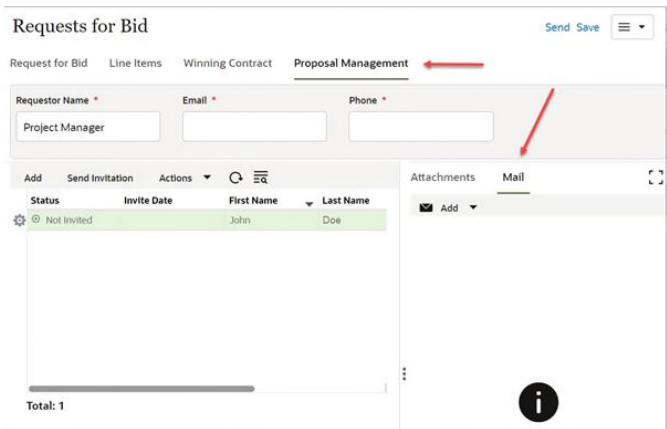 Requests for Bid
Send Save
Request for Bid Line Items Winning Contract Proposal Management
Requestor Name * Email * Phone *
Project Manager
Add Send Invitation Actions
Attachments Mail
Status Invite Date First Name Last Name
Add
Not Invited John Doe
Total: 1
i